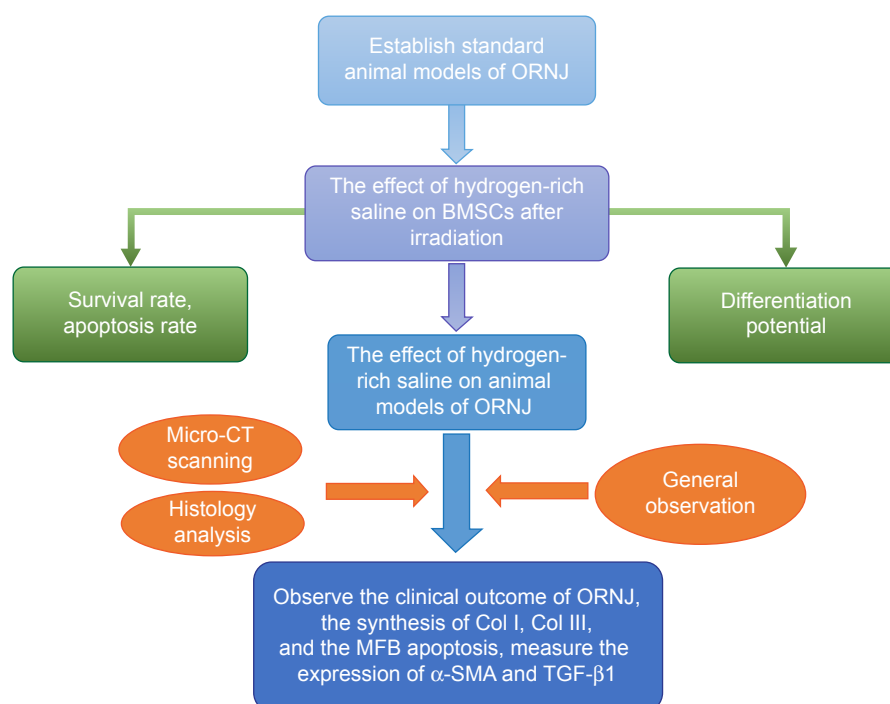 Establish standard
animal models of ORNJ
The effect of hydrogen-rich
saline on BMSCs after
irradiation
Survival rate,
apoptosis rate
Differentiation
potential
The effect of hydrogen-
rich saline on animal
models of ORNJ
Micro-CT
scanning
Histology
analysis
General
observation
Observe the clinical outcome of ORNJ,
the synthesis of Col I, Col III,
and the MFB apoptosis, measure the
expression of α-SMA and TGF-β1